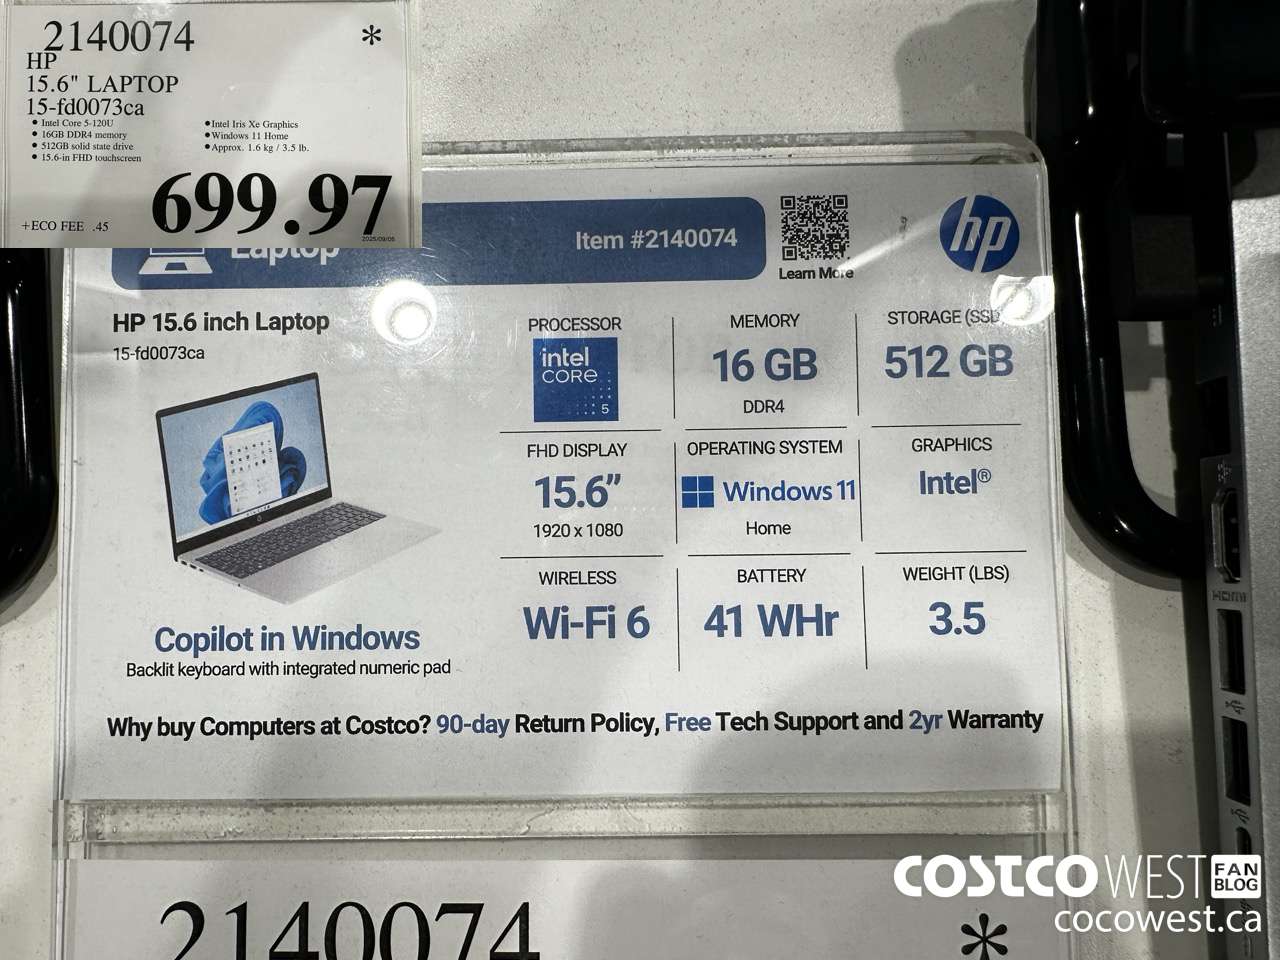 2140074 *
HP
15.6" LAPTOP
15-fd0073ca
• Intel Core 5-120U
• 16GB DDR4 memory
• 512GB solid state drive
• 15.6-in FHD touchscreen
• Intel Iris Xe Graphics
• Windows 11 Home
• Approx. 1.6 kg / 3.5 lb.
+ECO FEE .45
699.97
2025/09/05
Laptop
Item #2140074
Learn More
hp
HP 15.6 inch Laptop
15-fd0073ca
PROCESSOR
intel
CORE
5
MEMORY
16 GB
DDR4
STORAGE (SSD)
512 GB
FHD DISPLAY
15.6”
1920 x 1080
OPERATING SYSTEM
Windows 11
Home
GRAPHICS
Intel®
WIRELESS
Wi-Fi 6
BATTERY
41 WHr
WEIGHT (LBS)
3.5
Copilot in Windows
Backlit keyboard with integrated numeric pad
Why buy Computers at Costco? 90-day Return Policy, Free Tech Support and 2yr Warranty
HDMI
2140074 *
COSTCO WEST FAN BLOG
cocowest.ca